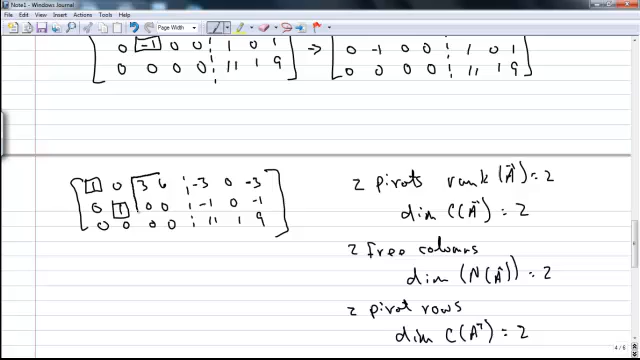 Note1 - Windows Journal
File Edit View Insert Actions Tools Help
Page Width
0 -1 0 0 1 0 1
0 0 0 0 11 1 9
→
0 -1 0 0 1 0 1
0 0 0 0 11 1 9
1 0 3 6 -3 0 -3
0 1 0 0 -1 0 -1
0 0 0 0 11 1 9
2 pivots rank(A) = 2
dim C(A) = 2
2 free columns
dim (N(A)) = 2
2 pivot rows
dim C(Aᵀ) = 2
4 / 6